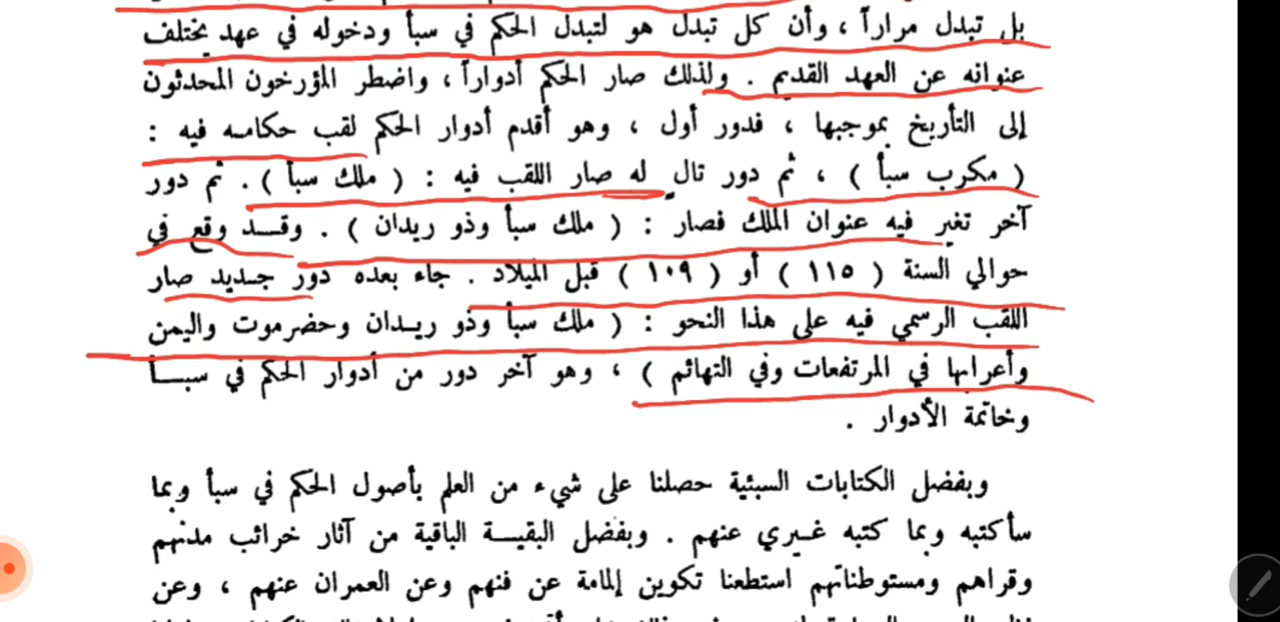 بل تبدل مراراً ، وأن كل تبدل هو لتبدل الحكم في سبأ ودخوله في عهد يختلف
عنوانه عن العهد القديم . ولذلك صار الحكم أدواراً ، واضطر المؤرخون المحدثون
إلى التأريخ بموجبها ، فدور أول ، وهو أقدم أدوار الحكم لقب حكامه فيه :
( مكرب سبأ ) ، ثم دور تال له صار اللقب فيه : ( ملك سبأ ) . ثم دور
آخر تغير فيه عنوان الملك فصار : ( ملك سبأ وذو ريدان ) . وقد وقع في
حوالي السنة ( ١١٥ ) أو ( ١٠٩ ) قبل الميلاد . جاء بعده دور جديد صار
اللقب الرسمي فيه على هذا النحو : ( ملك سبأ وذو ريدان وحضرموت واليمن
وأعرابها في المرتفعات وفي التهائم ) ، وهو آخر دور من أدوار الحكم في سبأ
وخاتمة الأدوار .
وبفضل الكتابات السبئية حصلنا على شيء من العلم بأصول الحكم في سبأ وبما
سأكتبه وبما كتبه غيري عنهم . وبفضل البقية الباقية من آثار خرائب مدنهم
وقراهم ومستوطناتهم استطعنا تكوين إلمامة عن فنهم وعن العمران عنهم ، وعن